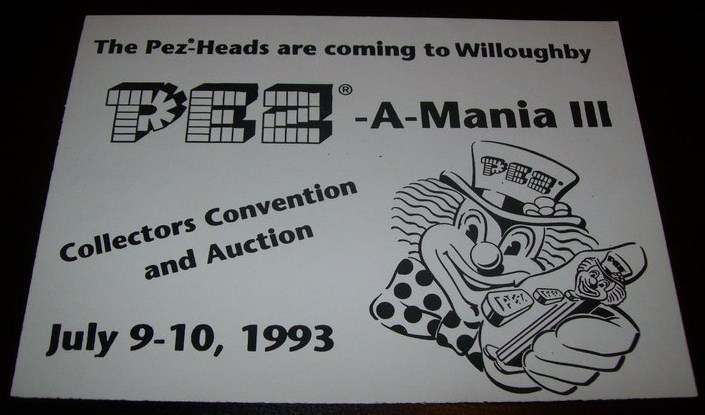 The Pez®-Heads are coming to Willoughby
PEZ® -A-Mania III
PEZ
Collectors Convention
and Auction
PEZ
PEZ
July 9-10, 1993